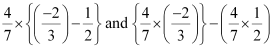 4/7 × {(−2/3) − 1/2} and {4/7 × (−2/3)} − (4/7 × 1/2)